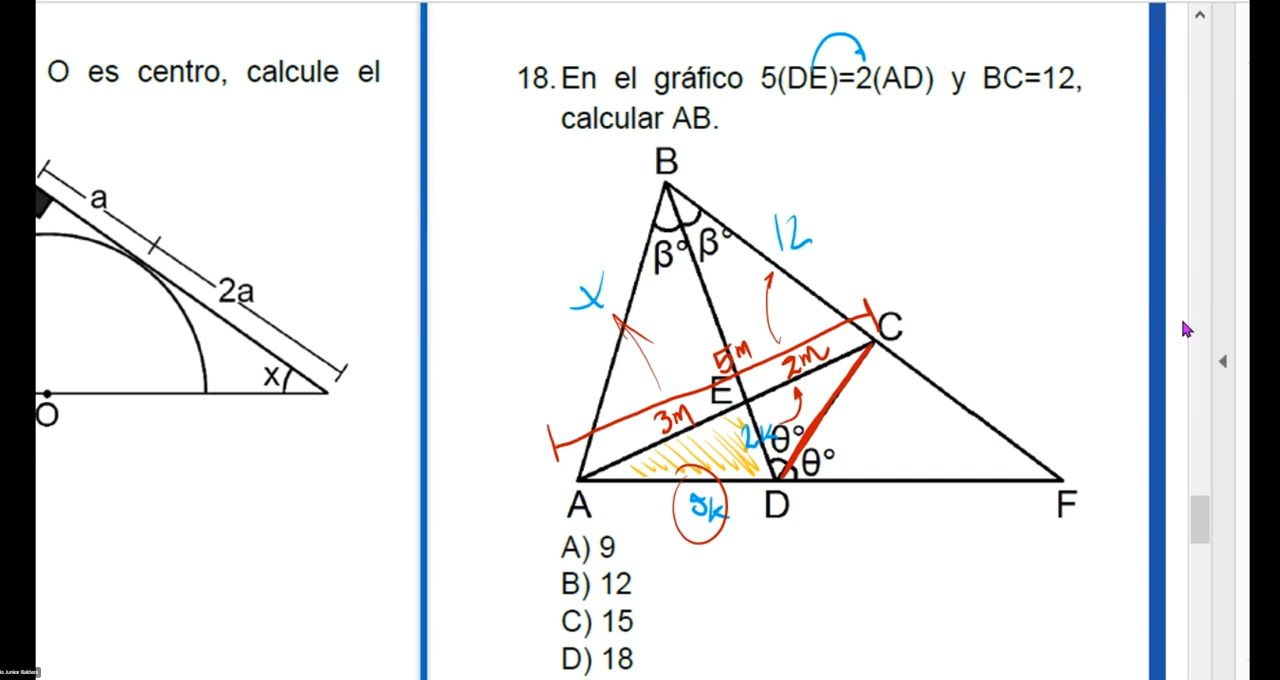 O es centro, calcule el
a
2a
x
O
18. En el gráfico 5(DE)=2(AD) y BC=12,
calcular AB.
B
β° β°
12
x
C
5m
2m
E
3m
2k
θ°
θ°
A
5k
D
F
A) 9
B) 12
C) 15
D) 18